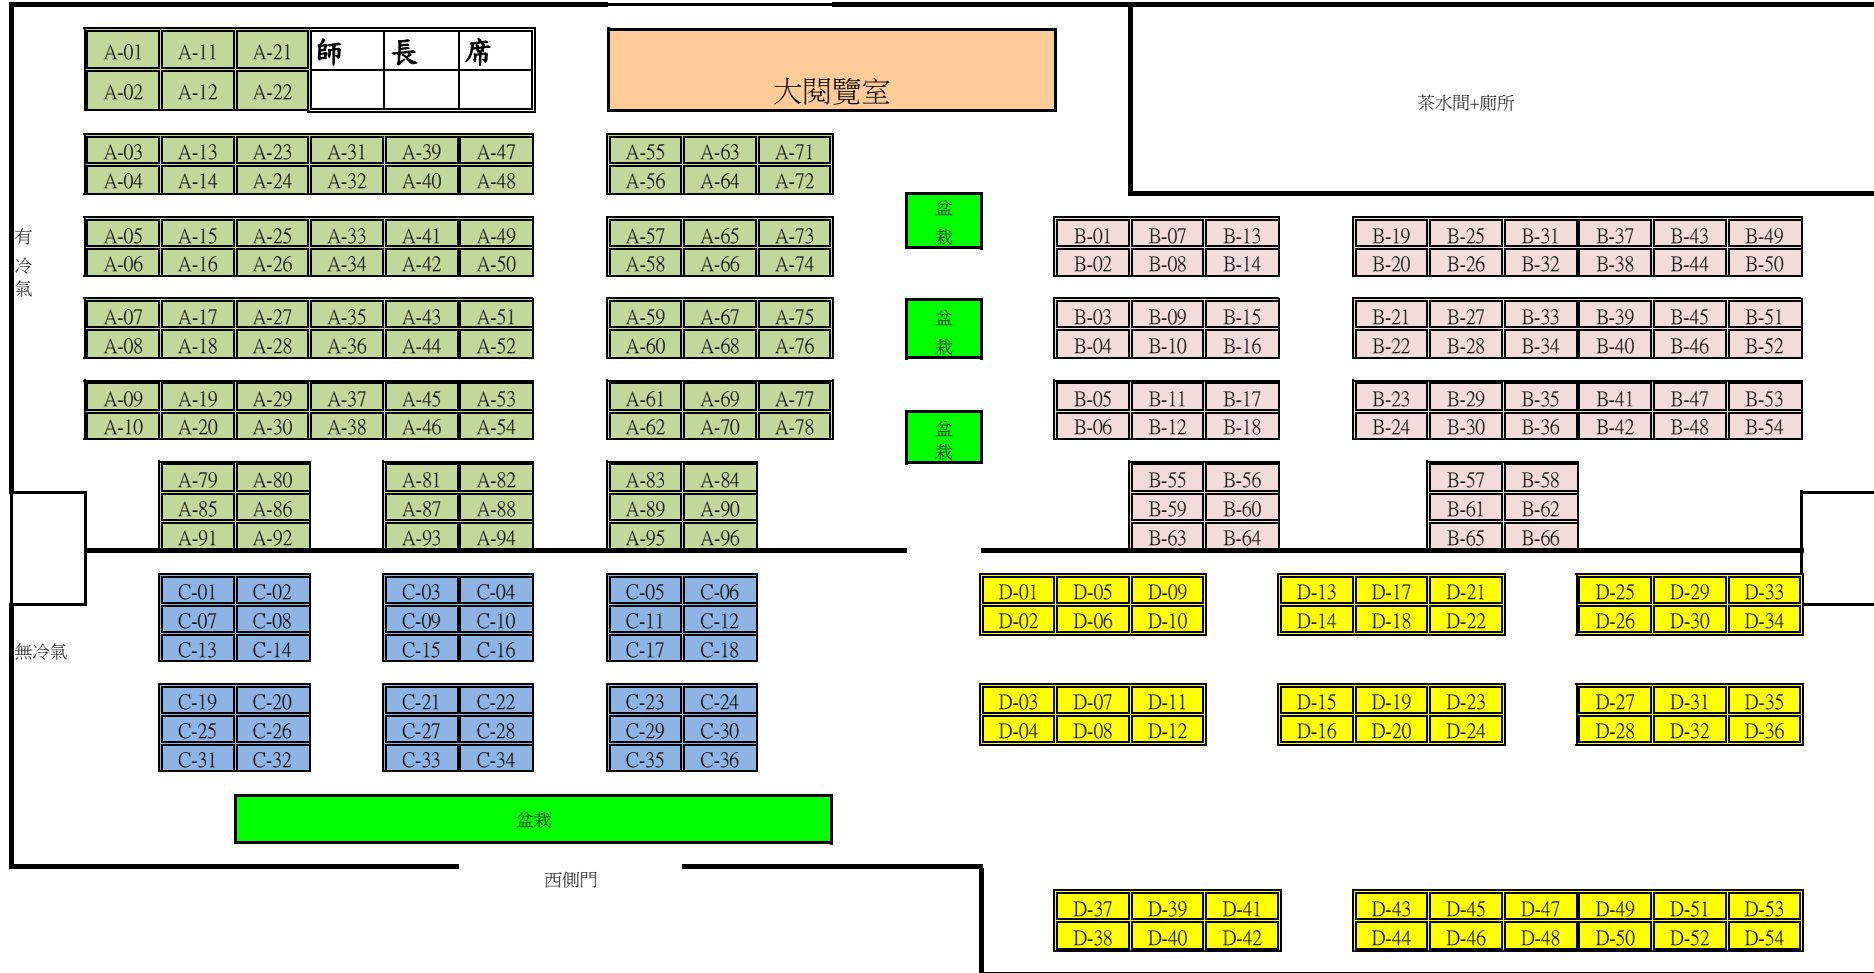 A-01 A-11 A-21 師 長 席
A-02 A-12 A-22
大閱覽室
茶水間+廁所
A-03 A-13 A-23 A-31 A-39 A-47 A-55 A-63 A-71
A-04 A-14 A-24 A-32 A-40 A-48 A-56 A-64 A-72
盆
栽
有
冷
氣
A-05 A-15 A-25 A-33 A-41 A-49 A-57 A-65 A-73 B-01 B-07 B-13 B-19 B-25 B-31 B-37 B-43 B-49
A-06 A-16 A-26 A-34 A-42 A-50 A-58 A-66 A-74 B-02 B-08 B-14 B-20 B-26 B-32 B-38 B-44 B-50
盆
栽
A-07 A-17 A-27 A-35 A-43 A-51 A-59 A-67 A-75 B-03 B-09 B-15 B-21 B-27 B-33 B-39 B-45 B-51
A-08 A-18 A-28 A-36 A-44 A-52 A-60 A-68 A-76 B-04 B-10 B-16 B-22 B-28 B-34 B-40 B-46 B-52
A-09 A-19 A-29 A-37 A-45 A-53 A-61 A-69 A-77 B-05 B-11 B-17 B-23 B-29 B-35 B-41 B-47 B-53
A-10 A-20 A-30 A-38 A-46 A-54 A-62 A-70 A-78 B-06 B-12 B-18 B-24 B-30 B-36 B-42 B-48 B-54
盆
栽
A-79 A-80 A-81 A-82 A-83 A-84 B-55 B-56 B-57 B-58
A-85 A-86 A-87 A-88 A-89 A-90 B-59 B-60 B-61 B-62
A-91 A-92 A-93 A-94 A-95 A-96 B-63 B-64 B-65 B-66
C-01 C-02 C-03 C-04 C-05 C-06 D-01 D-05 D-09 D-13 D-17 D-21 D-25 D-29 D-33
C-07 C-08 C-09 C-10 C-11 C-12 D-02 D-06 D-10 D-14 D-18 D-22 D-26 D-30 D-34
無冷氣
C-13 C-14 C-15 C-16 C-17 C-18
C-19 C-20 C-21 C-22 C-23 C-24 D-03 D-07 D-11 D-15 D-19 D-23 D-27 D-31 D-35
C-25 C-26 C-27 C-28 C-29 C-30 D-04 D-08 D-12 D-16 D-20 D-24 D-28 D-32 D-36
C-31 C-32 C-33 C-34 C-35 C-36
盆栽
西側門
D-37 D-39 D-41 D-43 D-45 D-47 D-49 D-51 D-53
D-38 D-40 D-42 D-44 D-46 D-48 D-50 D-52 D-54